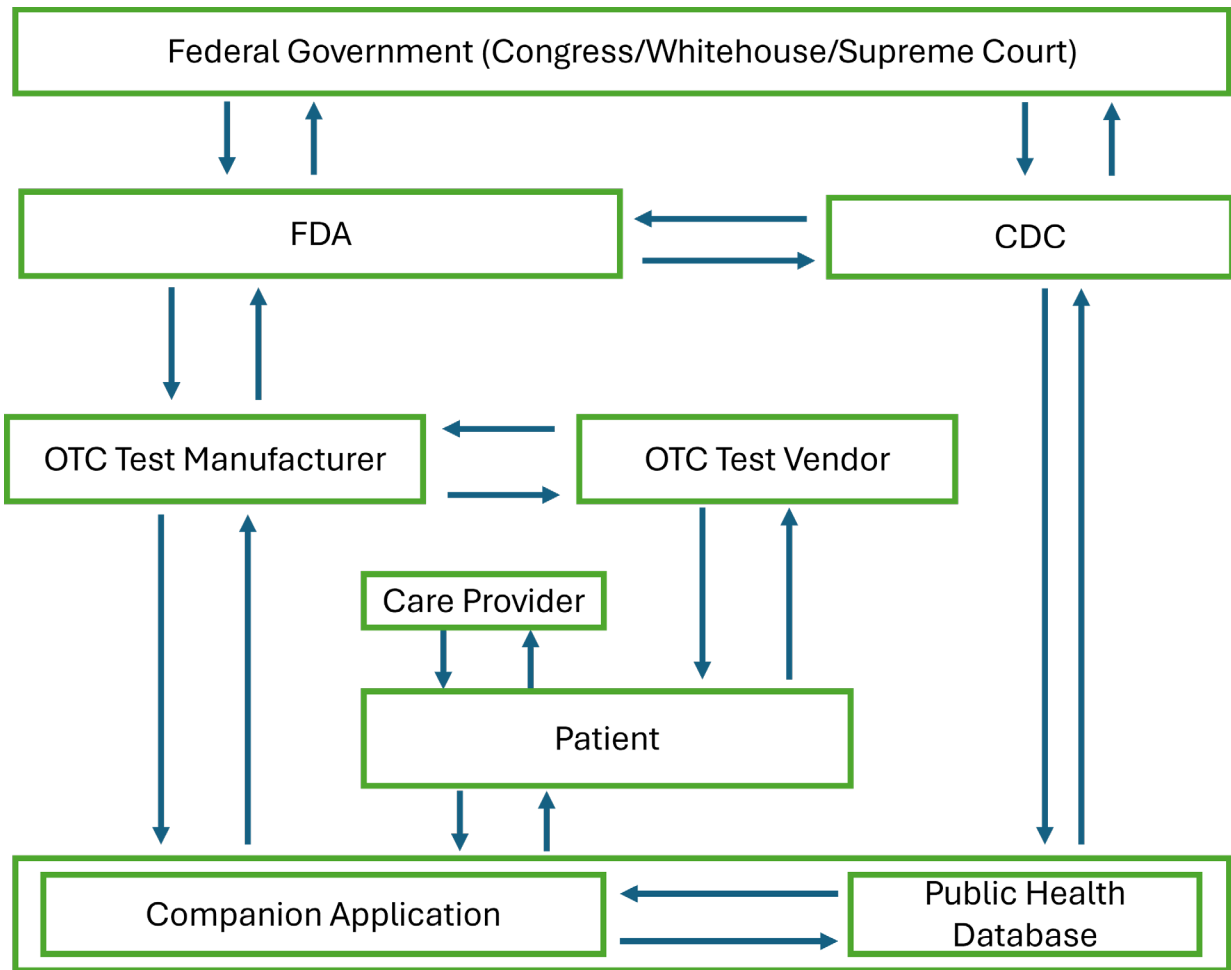 Federal Government (Congress/Whitehouse/Supreme Court)
FDA
CDC
OTC Test Manufacturer
OTC Test Vendor
Care Provider
Patient
Companion Application
Public Health
Database